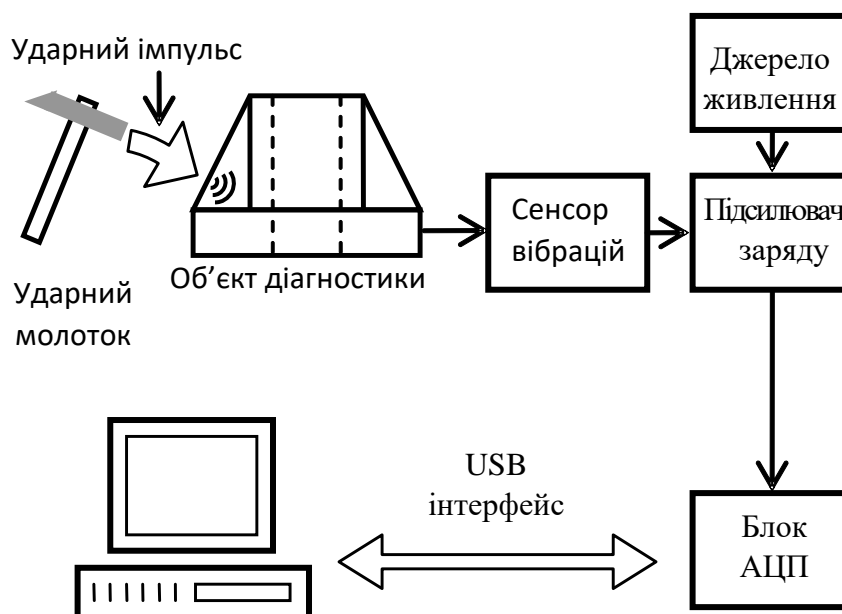 Ударний імпульс
Джерело
живлення
Сенсор
вібрацій
Підсилювач
заряду
Об’єкт діагностики
Ударний
молоток
USB
інтерфейс
Блок
АЦП